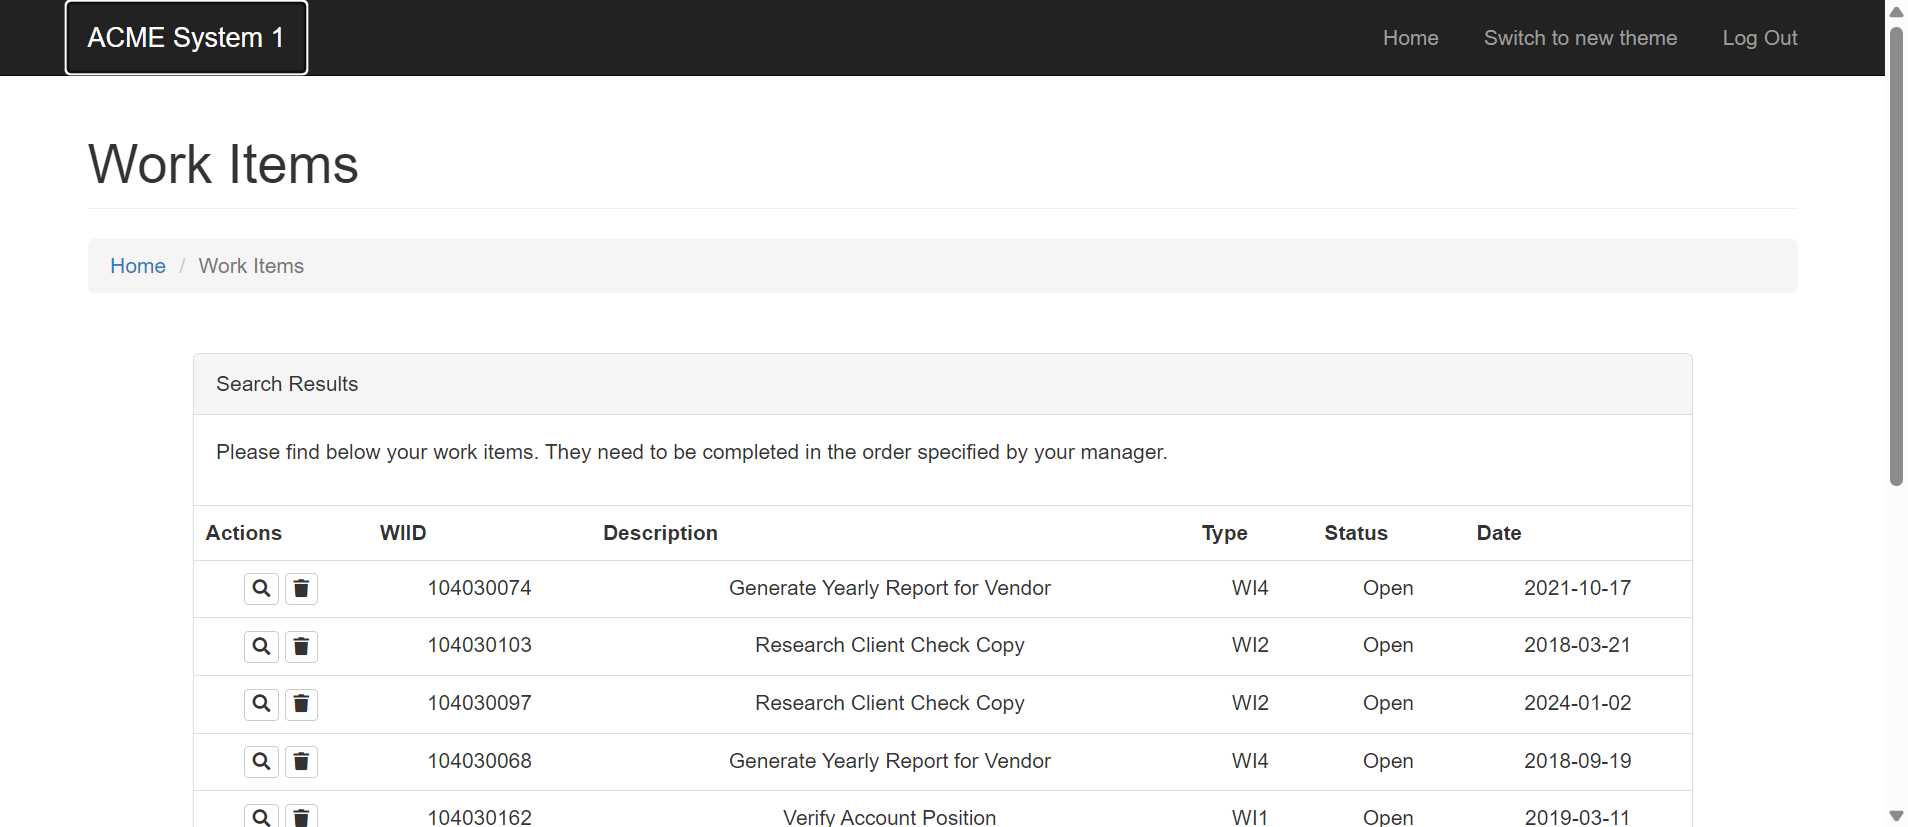 ACME System 1 Home Switch to new theme Log Out
Work Items
Home / Work Items
Search Results
Please find below your work items. They need to be completed in the order specified by your manager.
Actions WIID Description Type Status Date
104030074 Generate Yearly Report for Vendor WI4 Open 2021-10-17
104030103 Research Client Check Copy WI2 Open 2018-03-21
104030097 Research Client Check Copy WI2 Open 2024-01-02
104030068 Generate Yearly Report for Vendor WI4 Open 2018-09-19
104030162 Verify Account Position WI1 Open 2019-03-11